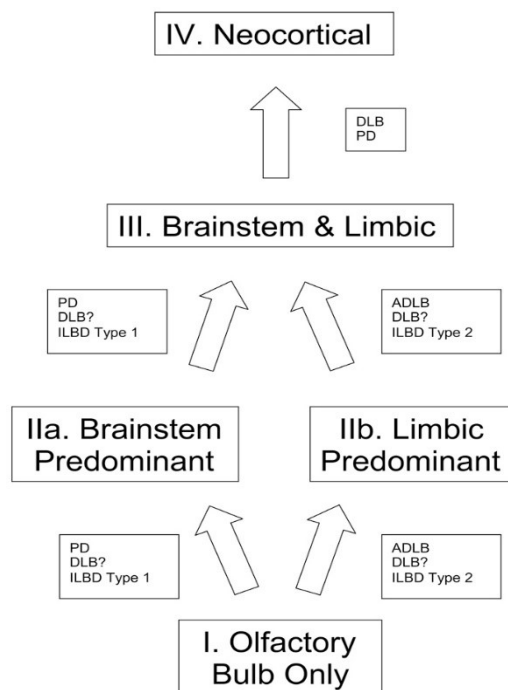 IV. Neocortical
DLB
PD
III. Brainstem & Limbic
PD
DLB?
ILBD Type 1
ADLB
DLB?
ILBD Type 2
IIa. Brainstem
Predominant
IIb. Limbic
Predominant
PD
DLB?
ILBD Type 1
ADLB
DLB?
ILBD Type 2
I. Olfactory
Bulb Only